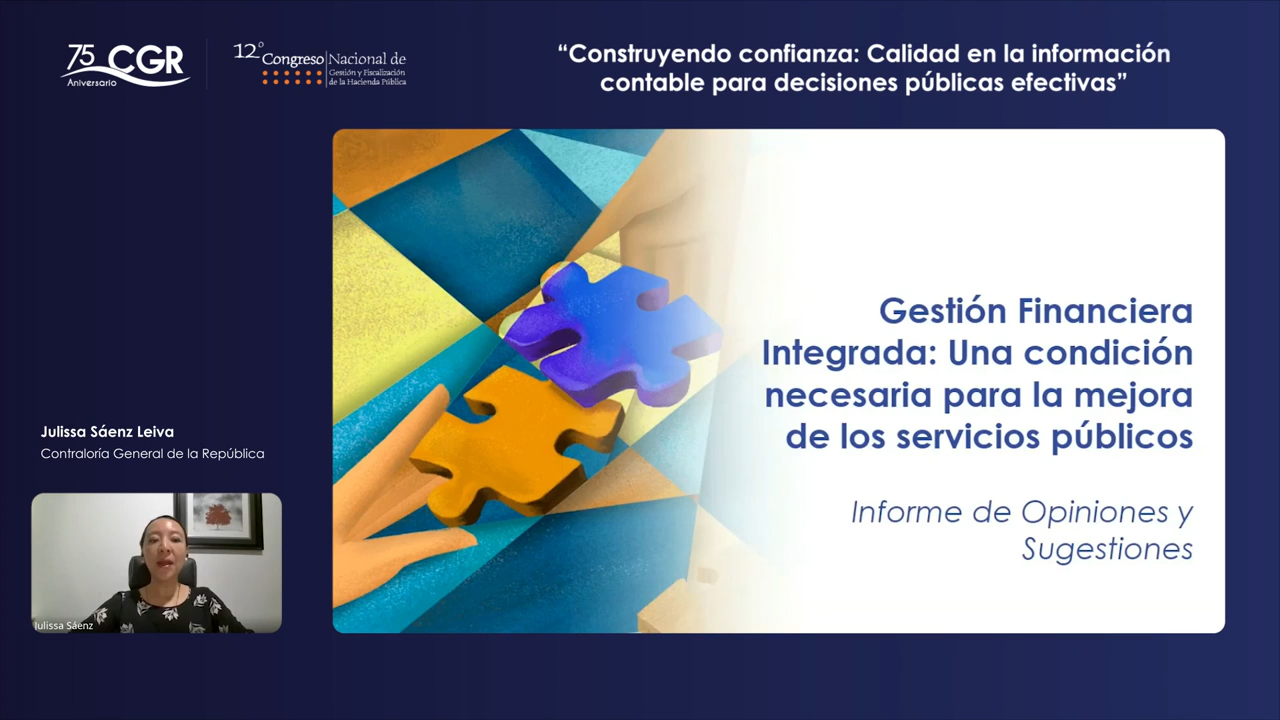 75 CGR
Aniversario
12° Congreso Nacional de
Gestión y Fiscalización
de la Hacienda Pública
“Construyendo confianza: Calidad en la información
contable para decisiones públicas efectivas”
Gestión Financiera
Integrada: Una condición
necesaria para la mejora
de los servicios públicos
Informe de Opiniones y
Sugestiones
Julissa Sáenz Leiva
Contraloría General de la República
Julissa Sáenz